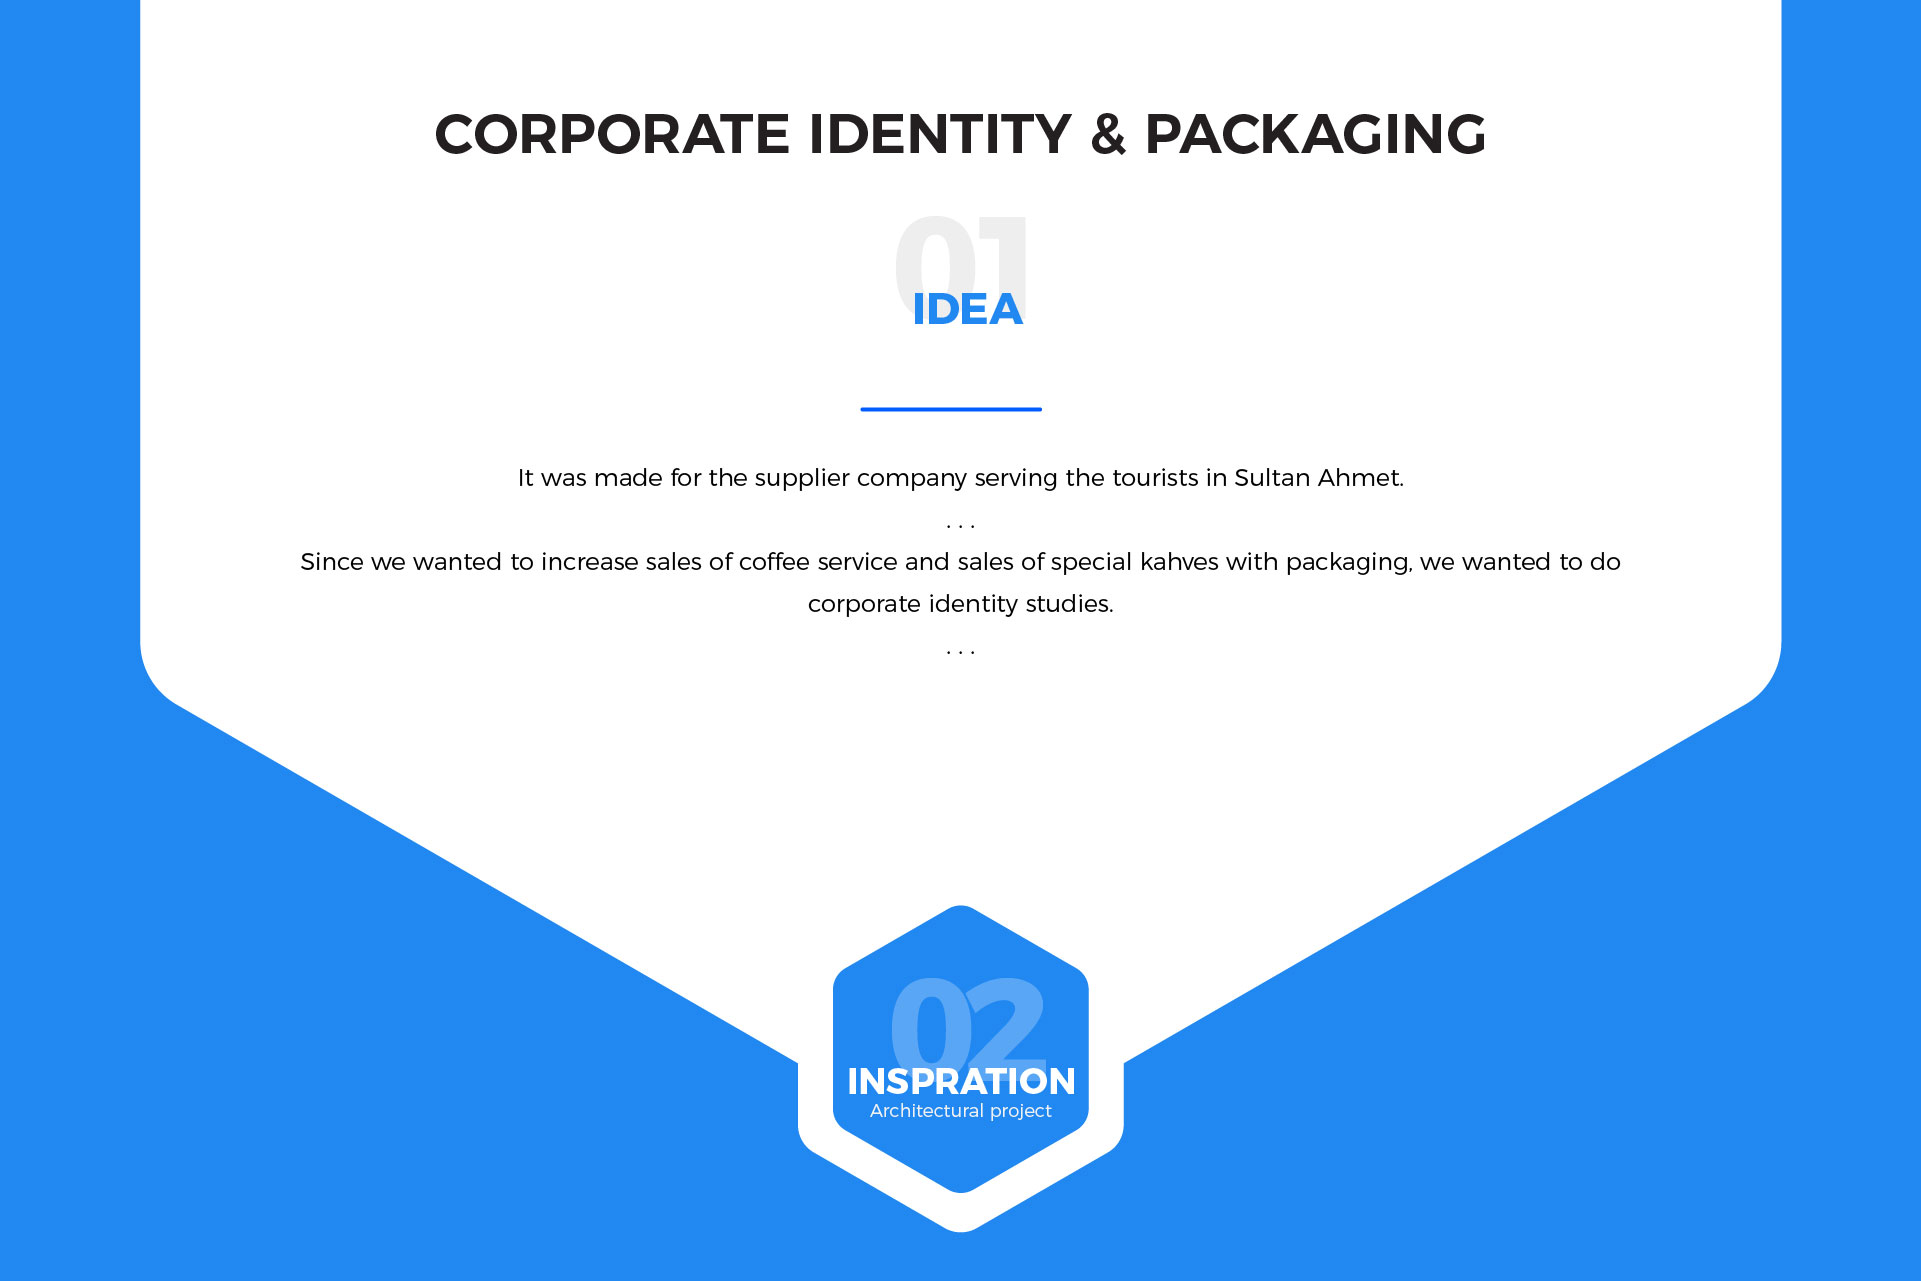 CORPORATE IDENTITY & PACKAGING
01
IDEA
It was made for the supplier company serving the tourists in Sultan Ahmet.
. . .
Since we wanted to increase sales of coffee service and sales of special kahves with packaging, we wanted to do
corporate identity studies.
. . .
02
INSPRATION
Architectural project